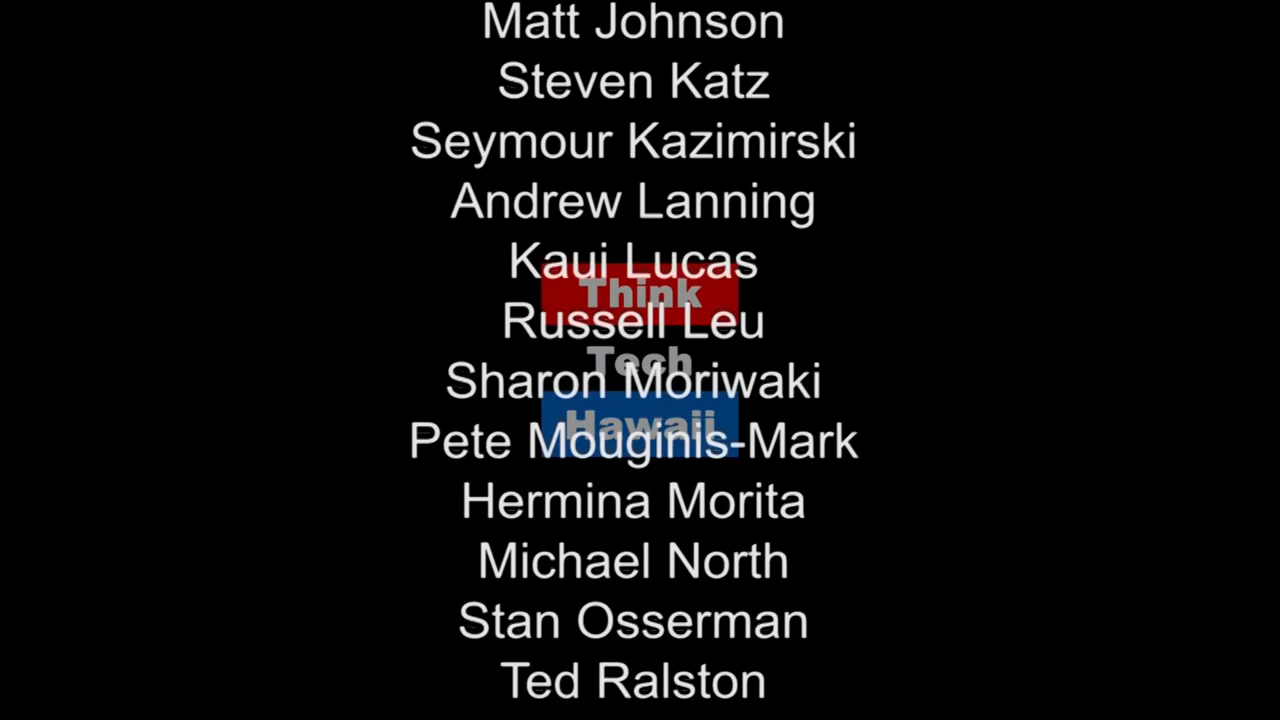 Matt Johnson
Steven Katz
Seymour Kazimirski
Andrew Lanning
Kaui Lucas
Think
Russell Leu
Tech
Sharon Moriwaki
Hawaii
Pete Mouginis-Mark
Hermina Morita
Michael North
Stan Osserman
Ted Ralston